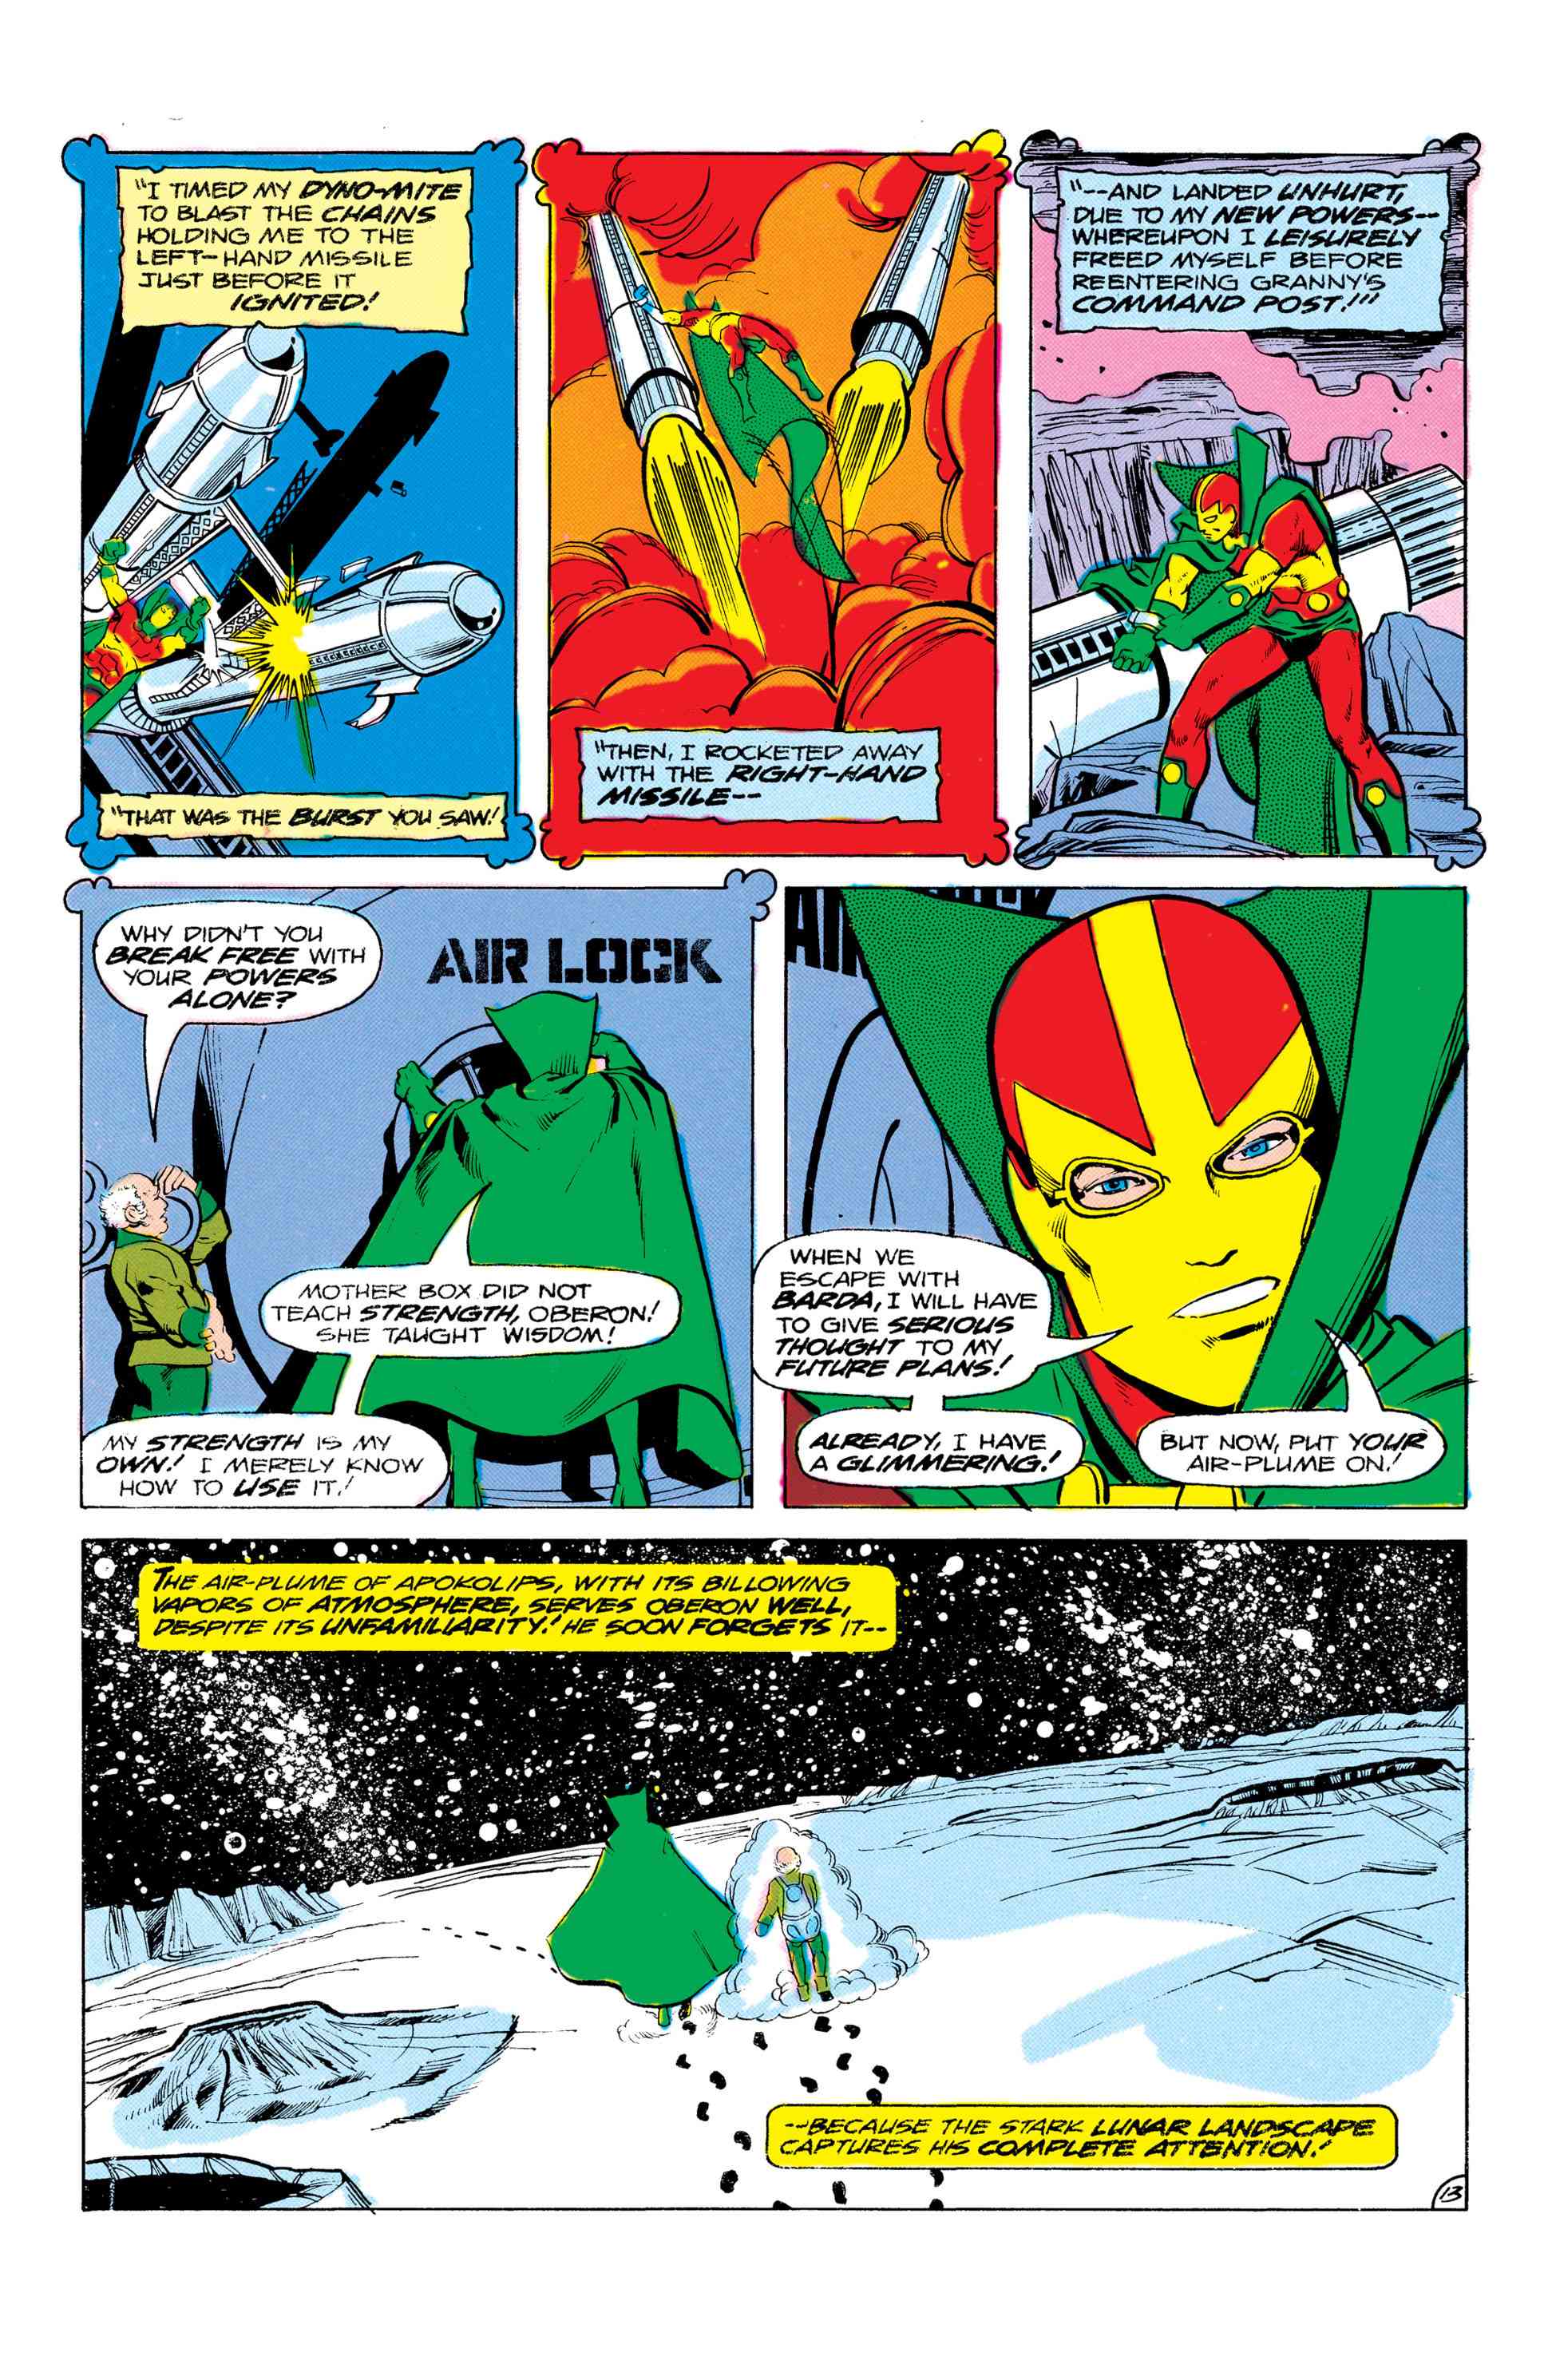 "I TIMED MY DYNO-MITE
TO BLAST THE CHAINS
HOLDING ME TO THE
LEFT-HAND MISSILE
JUST BEFORE IT
IGNITED!
"THAT WAS THE BURST YOU SAW!
"THEN, I ROCKETED AWAY
WITH THE RIGHT-HAND
MISSILE--
"--AND LANDED UNHURT,
DUE TO MY NEW POWERS--
WHEREUPON I LEISURELY
FREED MYSELF BEFORE
REENTERING GRANNY'S
COMMAND POST!"
WHY DIDN'T YOU
BREAK FREE WITH
YOUR POWERS
ALONE?
AIR LOCK
MOTHER BOX DID NOT
TEACH STRENGTH, OBERON!
SHE TAUGHT WISDOM!
MY STRENGTH IS MY
OWN! I MERELY KNOW
HOW TO USE IT!
WHEN WE
ESCAPE WITH
BARDA, I WILL HAVE
TO GIVE SERIOUS
THOUGHT TO MY
FUTURE PLANS!
ALREADY, I HAVE
A GLIMMERING!
BUT NOW, PUT YOUR
AIR-PLUME ON!
THE AIR-PLUME OF APOKOLIPS, WITH ITS BILLOWING
VAPORS OF ATMOSPHERE, SERVES OBERON WELL,
DESPITE ITS UNFAMILIARITY! HE SOON FORGETS IT--
--BECAUSE THE STARK LUNAR LANDSCAPE
CAPTURES HIS COMPLETE ATTENTION!
13